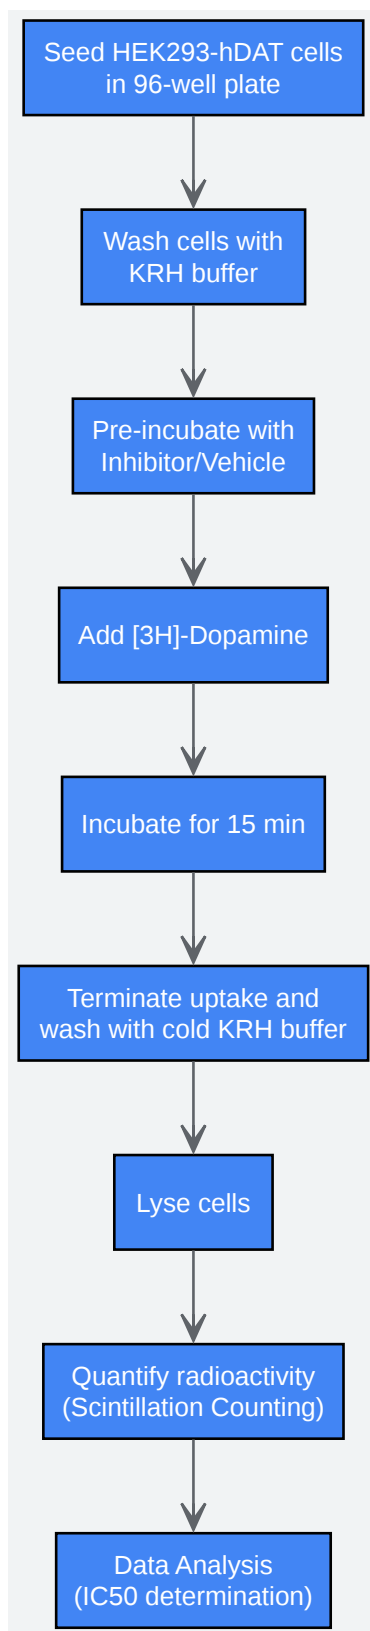 Seed HEK293-hDAT cells
in 96-well plate
Wash cells with
KRH buffer
Pre-incubate with
Inhibitor/Vehicle
Add [3H]-Dopamine
Incubate for 15 min
Terminate uptake and
wash with cold KRH buffer
Lyse cells
Quantify radioactivity
(Scintillation Counting)
Data Analysis
(IC50 determination)